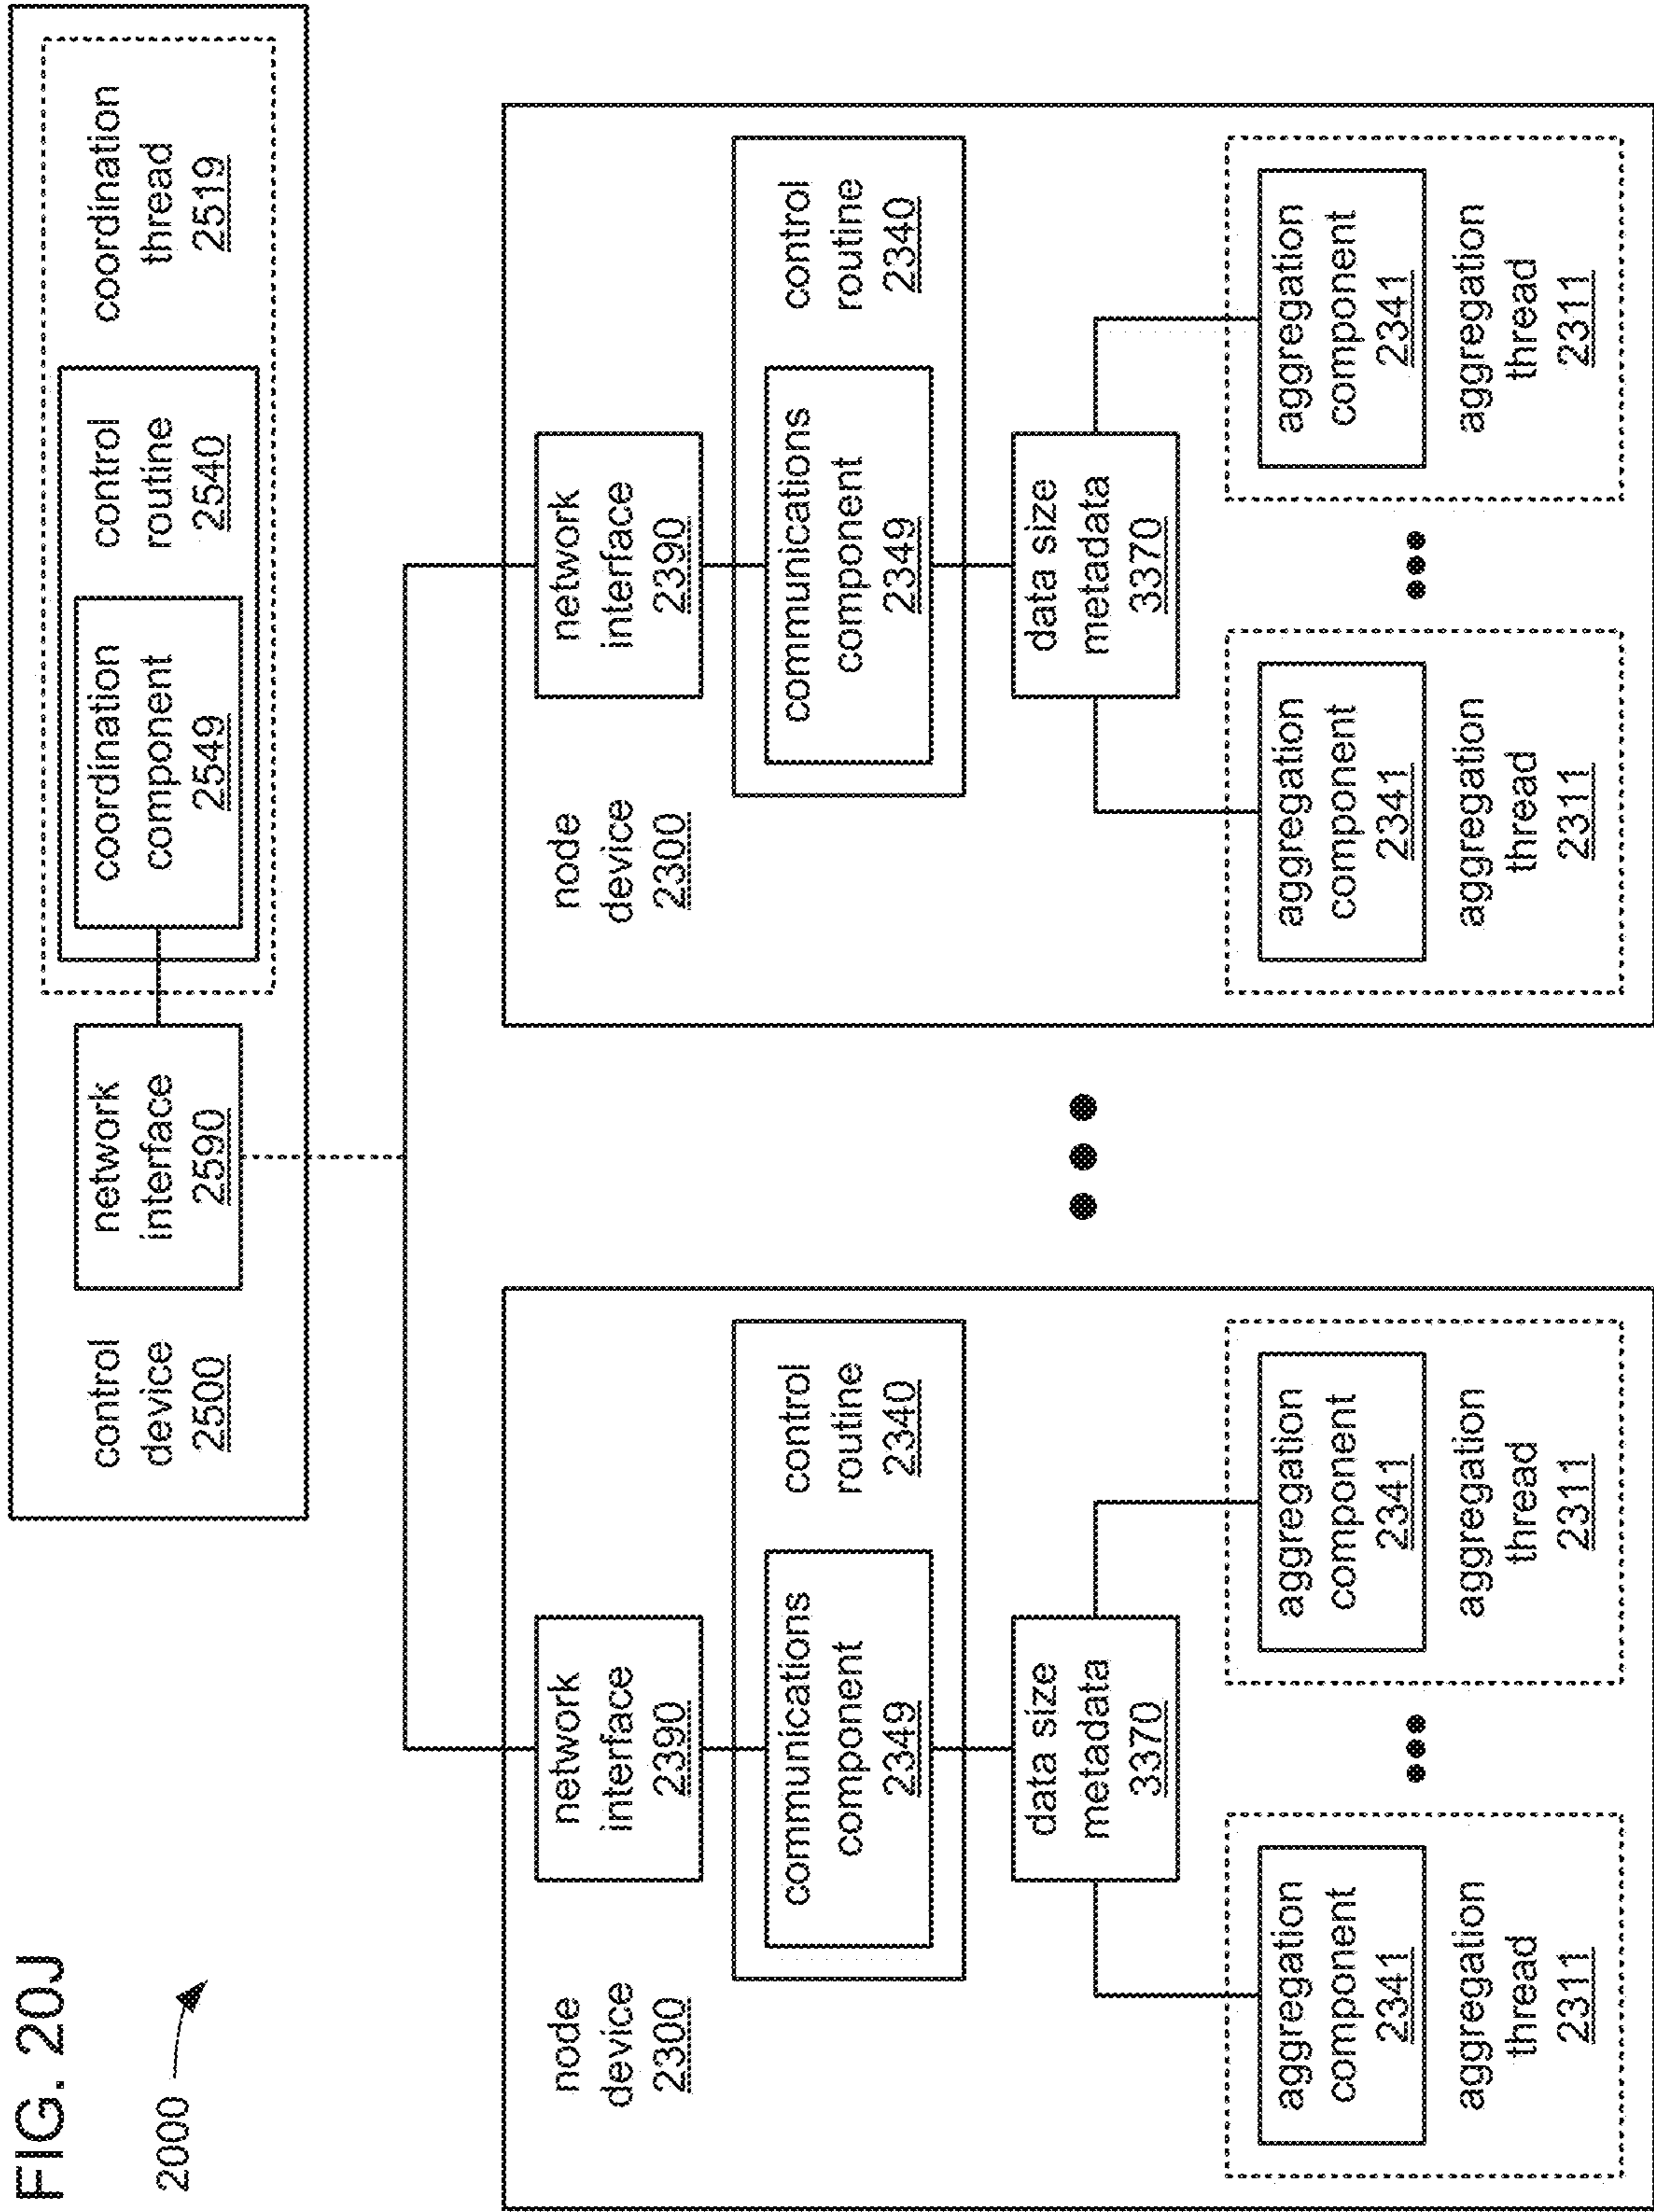 FIG. 20J
2000
control
device
2500
network
interface
2590
coordination
component
2549
control
routine
2540
coordination
thread
2519
node
device
2300
network
interface
2390
communications
component
2349
control
routine
2340
data size
metadata
3370
aggregation
component
2341
aggregation
thread
2311
aggregation
component
2341
aggregation
thread
2311
node
device
2300
network
interface
2390
communications
component
2349
control
routine
2340
data size
metadata
3370
aggregation
component
2341
aggregation
thread
2311
aggregation
component
2341
aggregation
thread
2311